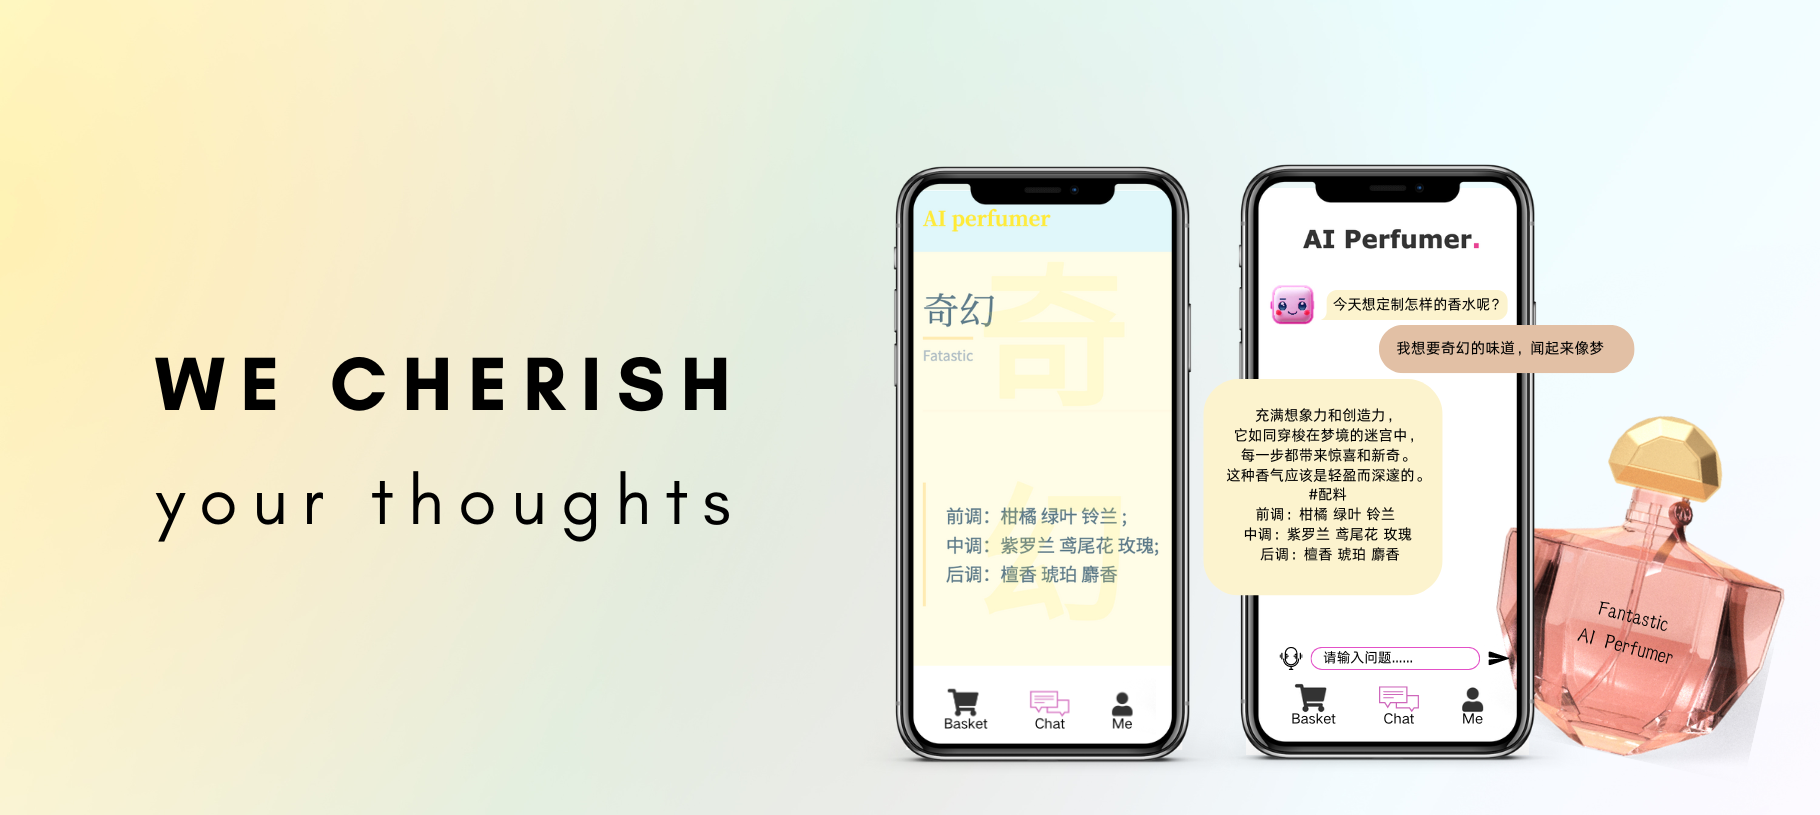 WE CHERISH
your thoughts
AI perfumer
奇幻
Fatastic
奇
幻
前调：柑橘 绿叶 铃兰；
中调：紫罗兰 鸢尾花 玫瑰;
后调：檀香 琥珀 麝香
Basket
Chat
Me
AI Perfumer.
今天想定制怎样的香水呢？
我想要奇幻的味道，闻起来像梦
充满想象力和创造力，
它如同穿梭在梦境的迷宫中，
每一步都带来惊喜和新奇。
这种香气应该是轻盈而深邃的。
#配料
前调：柑橘 绿叶 铃兰
中调：紫罗兰 鸢尾花 玫瑰
后调：檀香 琥珀 麝香
请输入问题......
Basket
Chat
Me
Fantastic
AI Perfumer